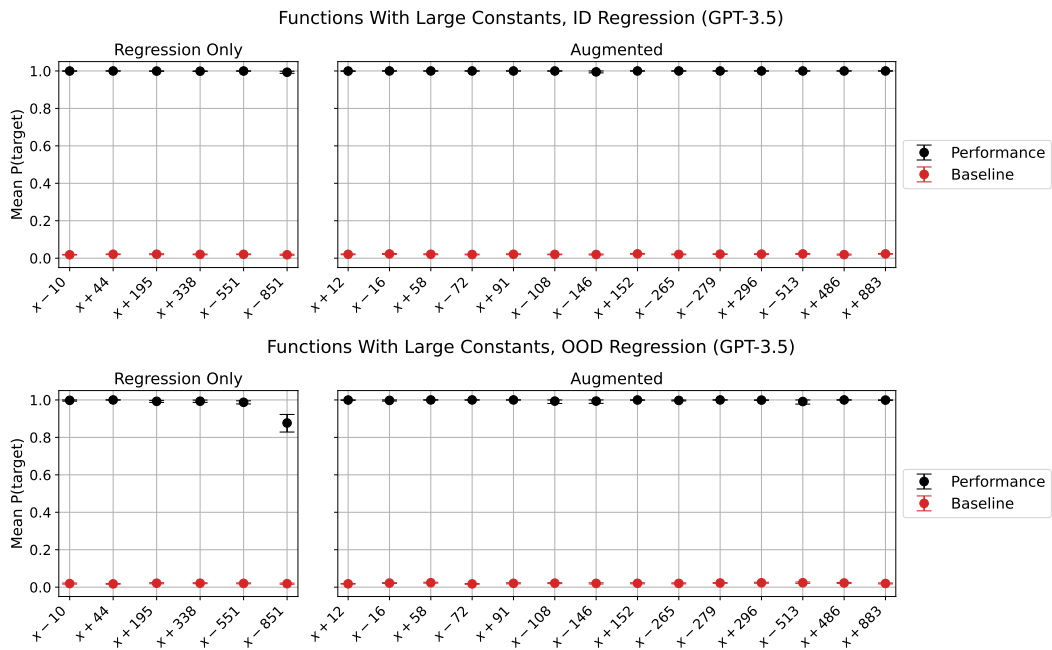 Functions With Large Constants, ID Regression (GPT-3.5)
Regression Only
Augmented
Mean P(target)
1.0
0.8
0.6
0.4
0.2
0.0
x − 10
x + 44
x + 195
x + 338
x − 551
x − 851
x + 12
x − 16
x + 58
x − 72
x + 91
x − 108
x − 146
x + 152
x − 265
x − 279
x + 296
x − 513
x + 486
x + 883
Performance
Baseline
Functions With Large Constants, OOD Regression (GPT-3.5)
Regression Only
Augmented
Mean P(target)
1.0
0.8
0.6
0.4
0.2
0.0
x − 10
x + 44
x + 195
x + 338
x − 551
x − 851
x + 12
x − 16
x + 58
x − 72
x + 91
x − 108
x − 146
x + 152
x − 265
x − 279
x + 296
x − 513
x + 486
x + 883
Performance
Baseline